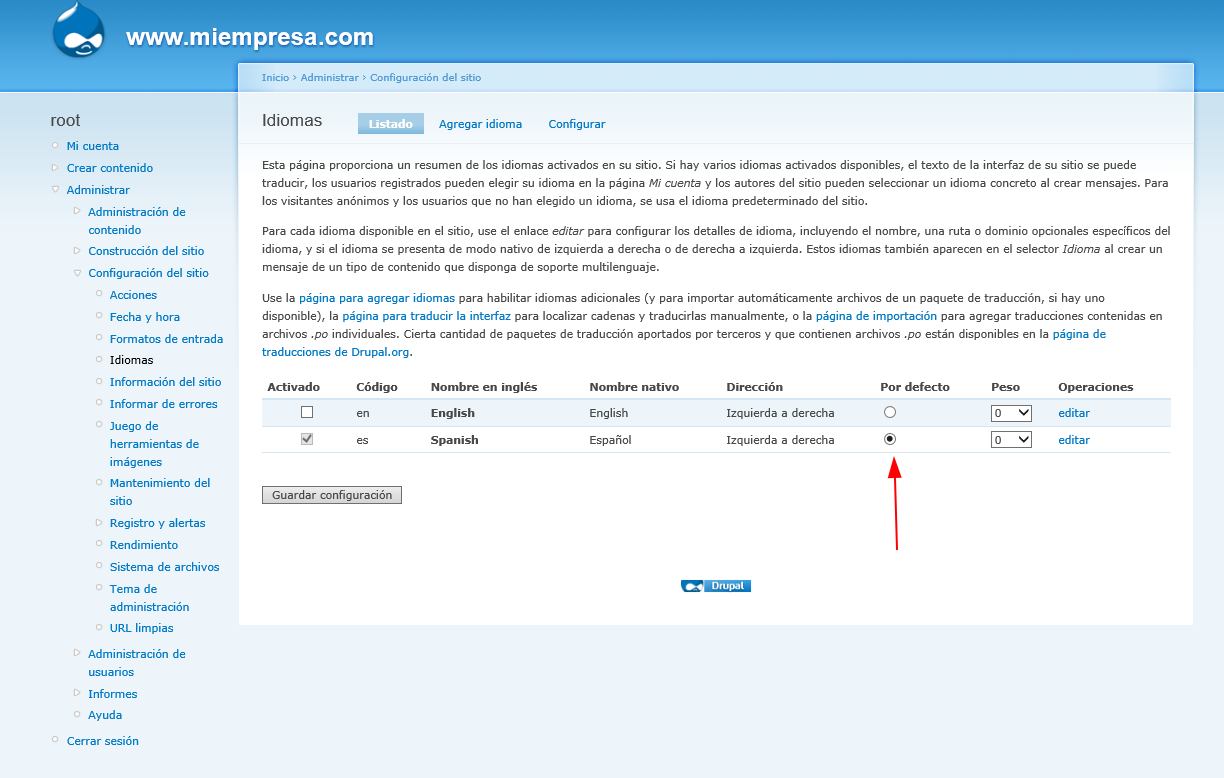 www.miempresa.com
Inicio › Administrar › Configuración del sitio
root
Mi cuenta
Crear contenido
Administrar
Administración de
contenido
Construcción del sitio
Configuración del sitio
Acciones
Fecha y hora
Formatos de entrada
Idiomas
Información del sitio
Informar de errores
Juego de
herramientas de
imágenes
Mantenimiento del
sitio
Registro y alertas
Rendimiento
Sistema de archivos
Tema de
administración
URL limpias
Administración de
usuarios
Informes
Ayuda
Cerrar sesión
Idiomas Listado Agregar idioma Configurar
Esta página proporciona un resumen de los idiomas activados en su sitio. Si hay varios idiomas activados disponibles, el texto de la interfaz de su sitio se puede
traducir, los usuarios registrados pueden elegir su idioma en la página Mi cuenta y los autores del sitio pueden seleccionar un idioma concreto al crear mensajes. Para
los visitantes anónimos y los usuarios que no han elegido un idioma, se usa el idioma predeterminado del sitio.
Para cada idioma disponible en el sitio, use el enlace editar para configurar los detalles de idioma, incluyendo el nombre, una ruta o dominio opcionales específicos del
idioma, y si el idioma se presenta de modo nativo de izquierda a derecha o de derecha a izquierda. Estos idiomas también aparecen en el selector Idioma al crear un
mensaje de un tipo de contenido que disponga de soporte multilenguaje.
Use la página para agregar idiomas para habilitar idiomas adicionales (y para importar automáticamente archivos de un paquete de traducción, si hay uno
disponible), la página para traducir la interfaz para localizar cadenas y traducirlas manualmente, o la página de importación para agregar traducciones contenidas en
archivos .po individuales. Cierta cantidad de paquetes de traducción aportados por terceros y que contienen archivos .po están disponibles en la página de
traducciones de Drupal.org.
Activado Código Nombre en inglés Nombre nativo Dirección Por defecto Peso Operaciones
en English English Izquierda a derecha 0 editar
es Spanish Español Izquierda a derecha 0 editar
Guardar configuración
Drupal